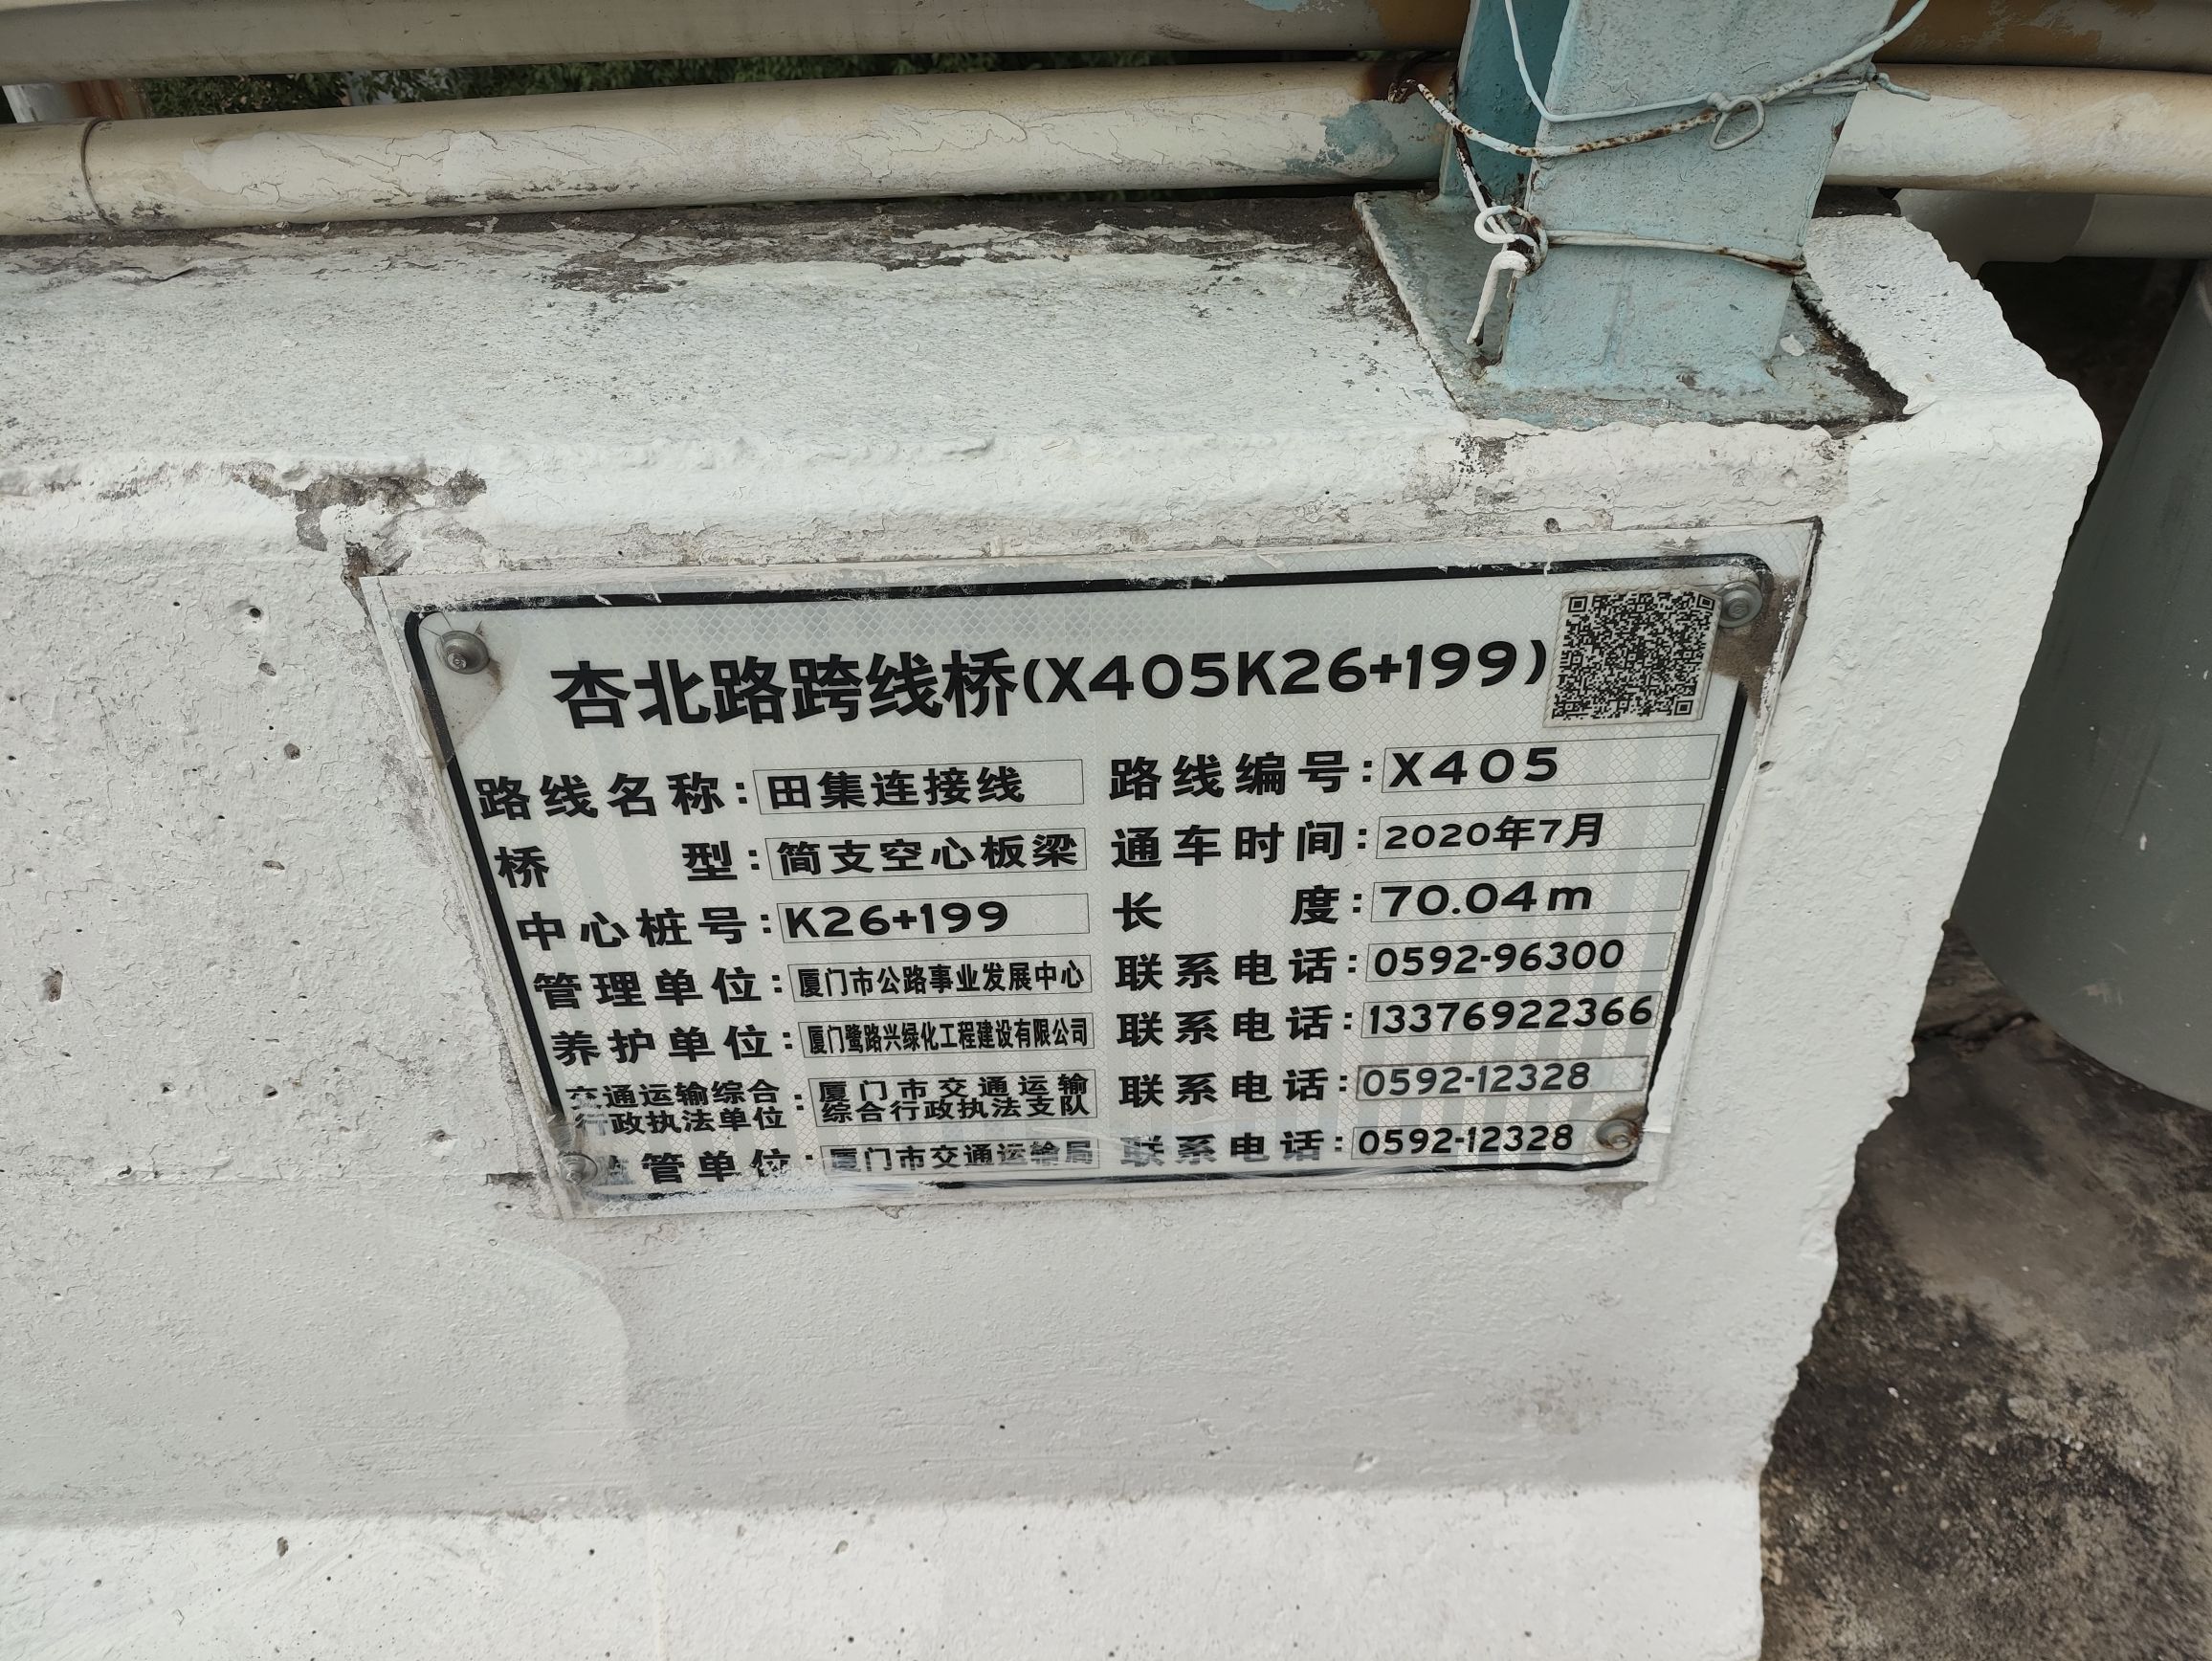 杏北路跨线桥(X405K26+199)
路线名称:田集连接线 路线编号:X405
桥 型:简支空心板梁 通车时间:2020年7月
中心桩号:K26+199 长 度:70.04m
管理单位:厦门市公路事业发展中心 联系电话:0592-96300
养护单位:厦门鹭路兴绿化工程建设有限公司 联系电话:13376922366
交通运输综合行政执法单位:厦门市交通运输综合行政执法支队 联系电话:0592-12328
监管单位:厦门市交通运输局 联系电话:0592-12328